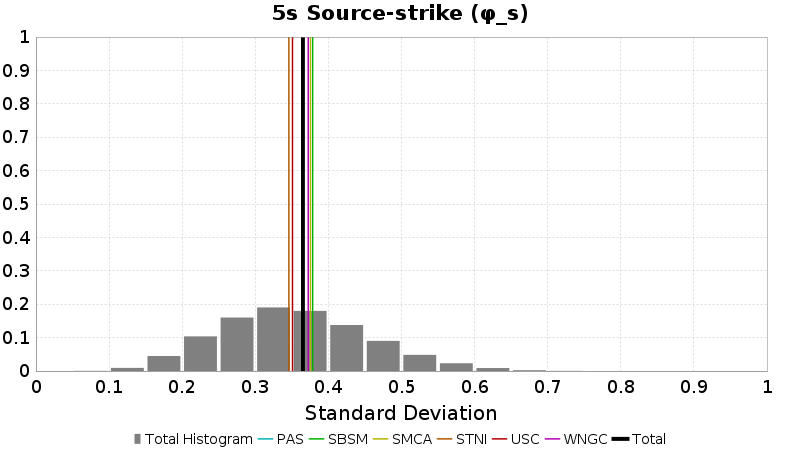 5s Source-strike (φ_s)
1
0.9
0.8
0.7
0.6
0.5
0.4
0.3
0.2
0.1
0
0 0.1 0.2 0.3 0.4 0.5 0.6 0.7 0.8 0.9 1
Standard Deviation
Total Histogram PAS SBSM SMCA STNI USC WNGC Total